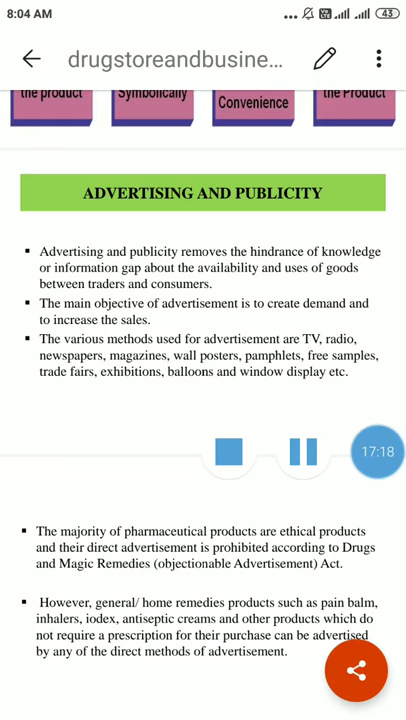 8:04 AM
43
drugstoreandbusine...
the product
Symbolically
Convenience
the Product
ADVERTISING AND PUBLICITY
▪ Advertising and publicity removes the hindrance of knowledge
or information gap about the availability and uses of goods
between traders and consumers.
▪ The main objective of advertisement is to create demand and
to increase the sales.
▪ The various methods used for advertisement are TV, radio,
newspapers, magazines, wall posters, pamphlets, free samples,
trade fairs, exhibitions, balloons and window display etc.
17:18
▪ The majority of pharmaceutical products are ethical products
and their direct advertisement is prohibited according to Drugs
and Magic Remedies (objectionable Advertisement) Act.
▪ However, general/ home remedies products such as pain balm,
inhalers, iodex, antiseptic creams and other products which do
not require a prescription for their purchase can be advertised
by any of the direct methods of advertisement.